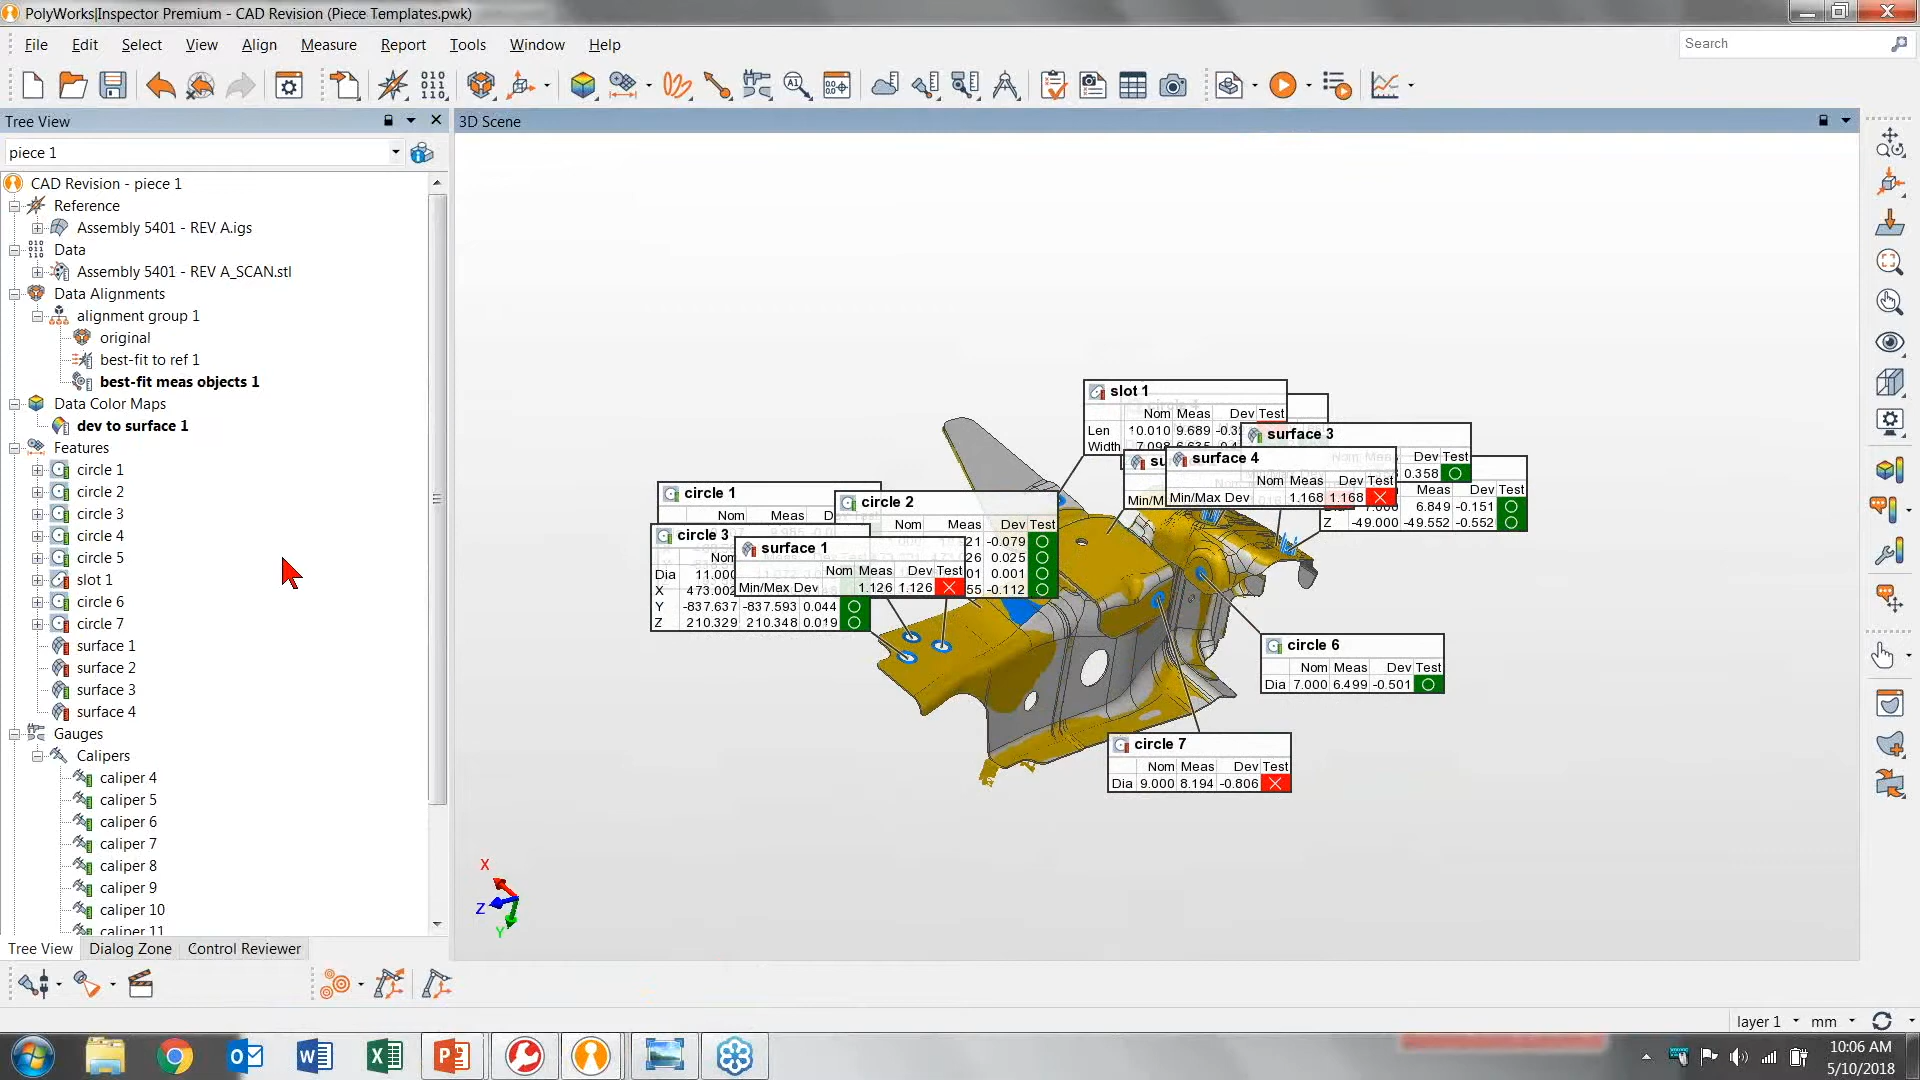 PolyWorks|Inspector Premium - CAD Revision (Piece Templates.pwk)
File Edit Select View Align Measure Report Tools Window Help
Search
Tree View
3D Scene
piece 1
CAD Revision - piece 1
Reference
Assembly 5401 - REV A.igs
Data
Assembly 5401 - REV A_SCAN.stl
Data Alignments
alignment group 1
original
best-fit to ref 1
best-fit meas objects 1
Data Color Maps
dev to surface 1
Features
circle 1
circle 2
circle 3
circle 4
circle 5
slot 1
circle 6
circle 7
surface 1
surface 2
surface 3
surface 4
Gauges
Calipers
caliper 4
caliper 5
caliper 6
caliper 7
caliper 8
caliper 9
caliper 10
caliper 11
Tree View Dialog Zone Control Reviewer
slot 1
Nom Meas Dev Test
Len 10.010 9.689
Width
surface 3
Dev Test
0.358
surface 4
Nom Meas Dev Test
Min/Max Dev 1.168 1.168
Meas Dev Test
6.849 -0.151
Z -49.000 -49.552 -0.552
circle 1
Nom Meas
circle 2
Nom Meas Dev Test
-0.079
0.025
0.001
-0.112
circle 3
Dia 11.000
X 473.002
Y -837.637 -837.593 0.044
Z 210.329 210.348 0.019
surface 1
Nom Meas Dev Test
Min/Max Dev 1.126 1.126
circle 6
Nom Meas Dev Test
Dia 7.000 6.499 -0.501
circle 7
Nom Meas Dev Test
Dia 9.000 8.194 -0.806
X
Z
Y
layer 1 mm
10:06 AM
5/10/2018